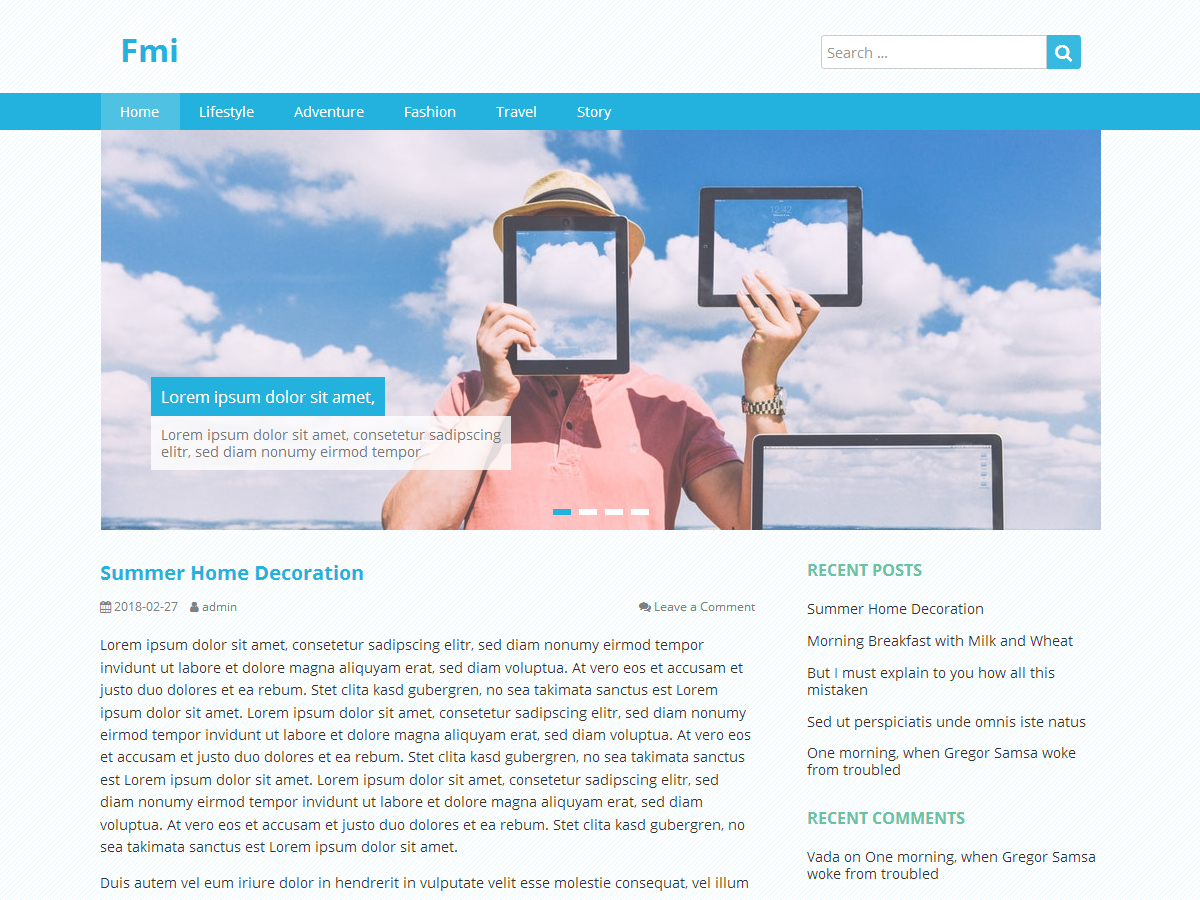 Fmi
Search ...
Home Lifestyle Adventure Fashion Travel Story
12:42
Lorem ipsum dolor sit amet,
Lorem ipsum dolor sit amet, consetetur sadipscing
elitr, sed diam nonumy eirmod tempor
Summer Home Decoration
2018-02-27 admin Leave a Comment
Lorem ipsum dolor sit amet, consetetur sadipscing elitr, sed diam nonumy eirmod tempor
invidunt ut labore et dolore magna aliquyam erat, sed diam voluptua. At vero eos et accusam et
justo duo dolores et ea rebum. Stet clita kasd gubergren, no sea takimata sanctus est Lorem
ipsum dolor sit amet. Lorem ipsum dolor sit amet, consetetur sadipscing elitr, sed diam nonumy
eirmod tempor invidunt ut labore et dolore magna aliquyam erat, sed diam voluptua. At vero eos
et accusam et justo duo dolores et ea rebum. Stet clita kasd gubergren, no sea takimata sanctus
est Lorem ipsum dolor sit amet. Lorem ipsum dolor sit amet, consetetur sadipscing elitr, sed
diam nonumy eirmod tempor invidunt ut labore et dolore magna aliquyam erat, sed diam
voluptua. At vero eos et accusam et justo duo dolores et ea rebum. Stet clita kasd gubergren, no
sea takimata sanctus est Lorem ipsum dolor sit amet.
Duis autem vel eum iriure dolor in hendrerit in vulputate velit esse molestie consequat, vel illum
RECENT POSTS
Summer Home Decoration
Morning Breakfast with Milk and Wheat
But I must explain to you how all this
mistaken
Sed ut perspiciatis unde omnis iste natus
One morning, when Gregor Samsa woke
from troubled
RECENT COMMENTS
Vada on One morning, when Gregor Samsa
woke from troubled